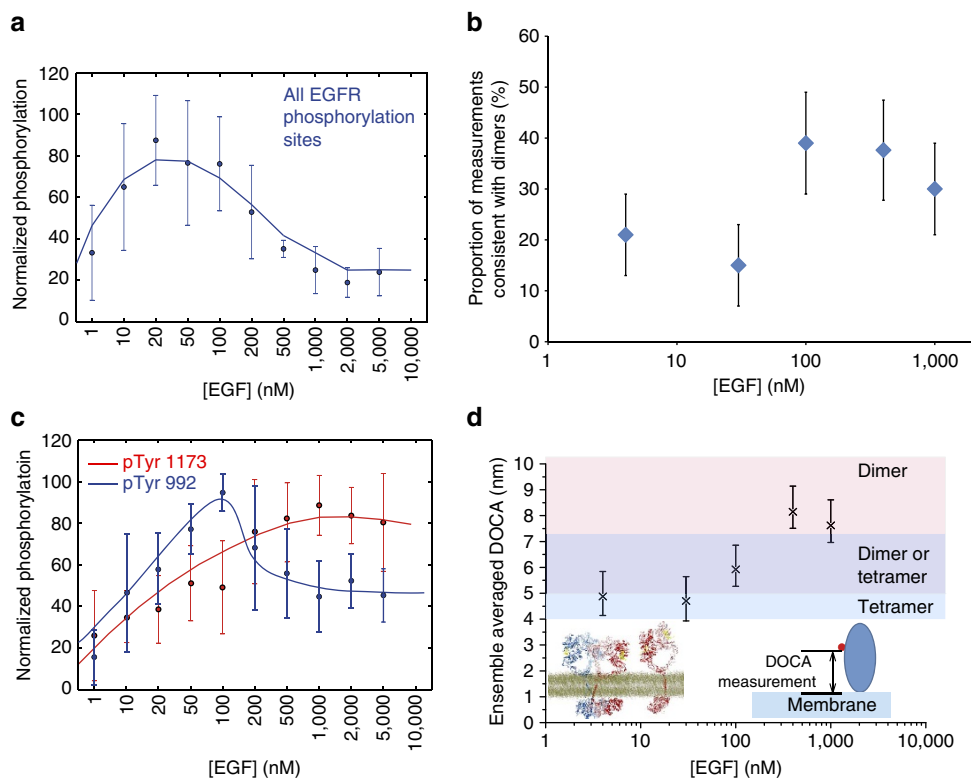 a
Normalized phosphorylation
120
100
80
60
40
20
0
All EGFR
phosphorylation
sites
1
10
20
50
100
200
500
1,000
2,000
5,000
10,000
[EGF] (nM)
b
Proportion of measurements
consistent with dimers (%)
60
50
40
30
20
10
0
1
10
100
1,000
[EGF] (nM)
c
Normalized phosphorylatoin
120
100
80
60
40
20
0
pTyr 1173
pTyr 992
1
10
20
50
100
200
500
1,000
2,000
5,000
10,000
[EGF] (nM)
d
Ensemble averaged DOCA (nm)
10
9
8
7
6
5
4
3
2
1
0
Dimer
Dimer or
tetramer
Tetramer
DOCA
measurement
Membrane
1
10
100
1,000
10,000
[EGF] (nM)